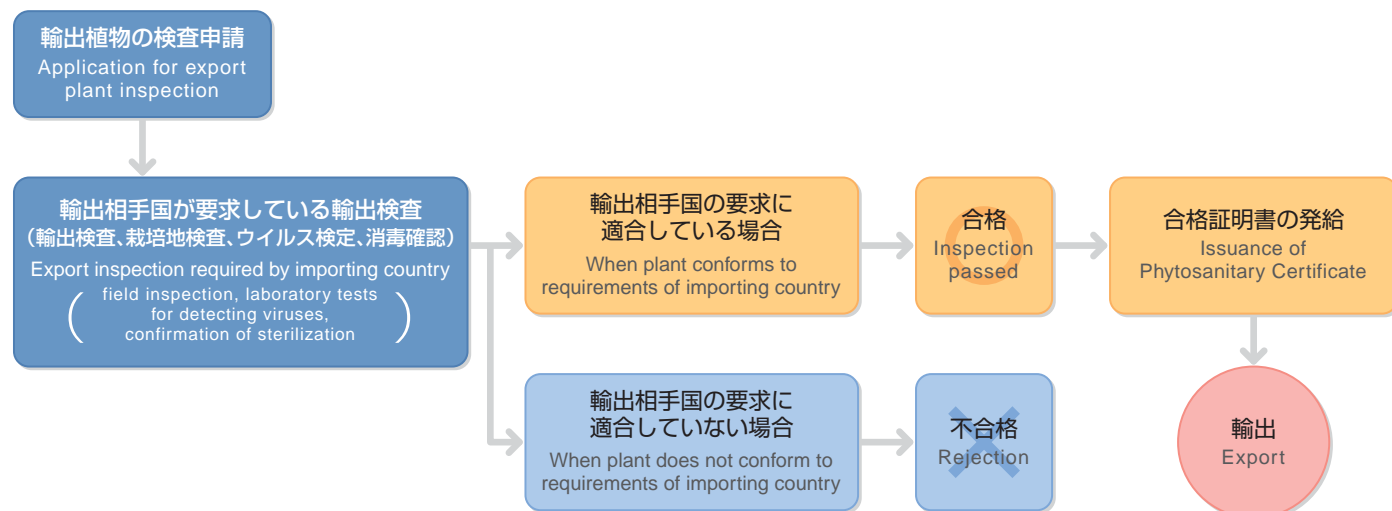 輸出植物の検査申請
Application for export
plant inspection
輸出相手国が要求している輸出検査
（輸出検査、栽培地検査、ウイルス検定、消毒確認）
Export inspection required by importing country
( field inspection, laboratory tests
for detecting viruses,
confirmation of sterilization )
輸出相手国の要求に
適合している場合
When plant conforms to
requirements of importing country
合格
Inspection
passed
合格証明書の発給
Issuance of
Phytosanitary Certificate
輸出相手国の要求に
適合していない場合
When plant does not conform to
requirements of importing country
不合格
Rejection
輸出
Export